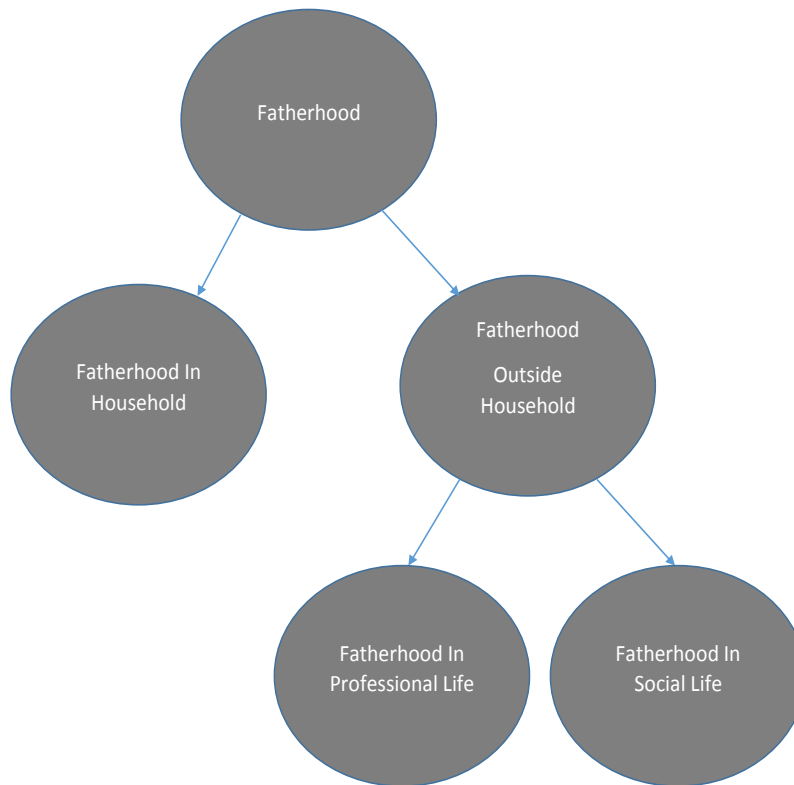 Fatherhood
Fatherhood In
Household
Fatherhood
Outside
Household
Fatherhood In
Professional Life
Fatherhood In
Social Life